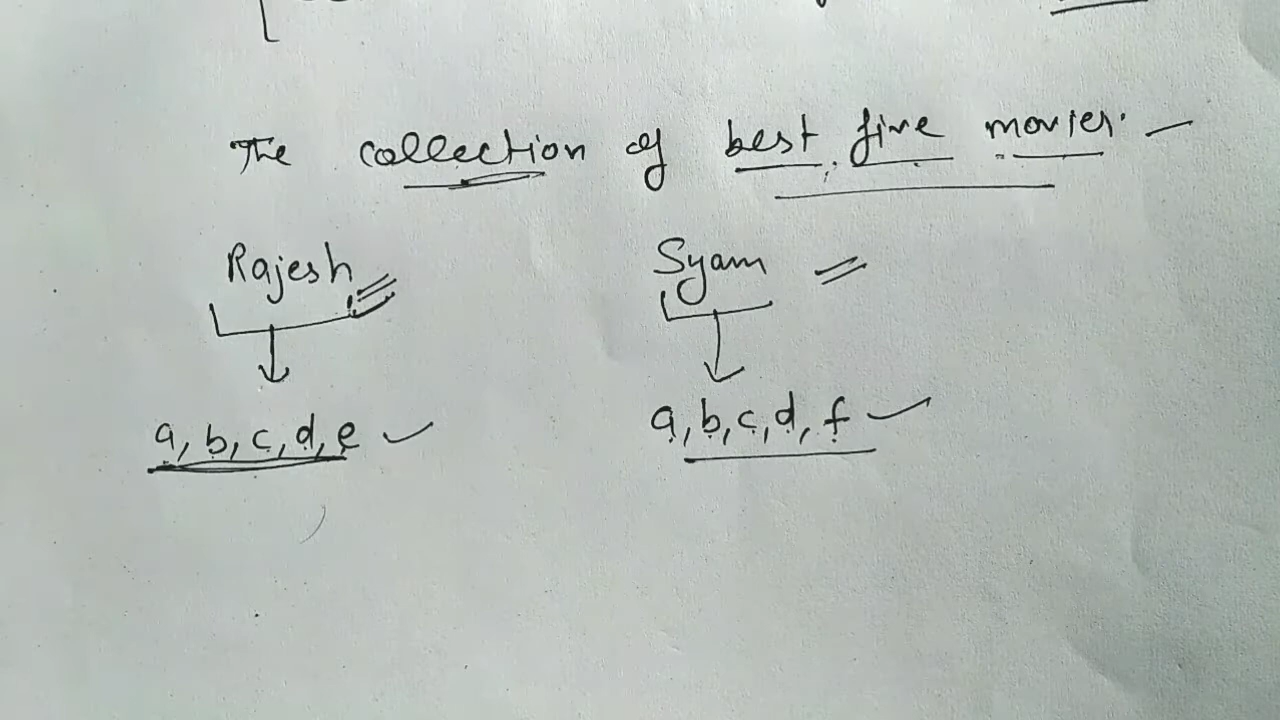 The collection of best five movies.
Rajesh Syam
a, b, c, d, e a, b, c, d, f